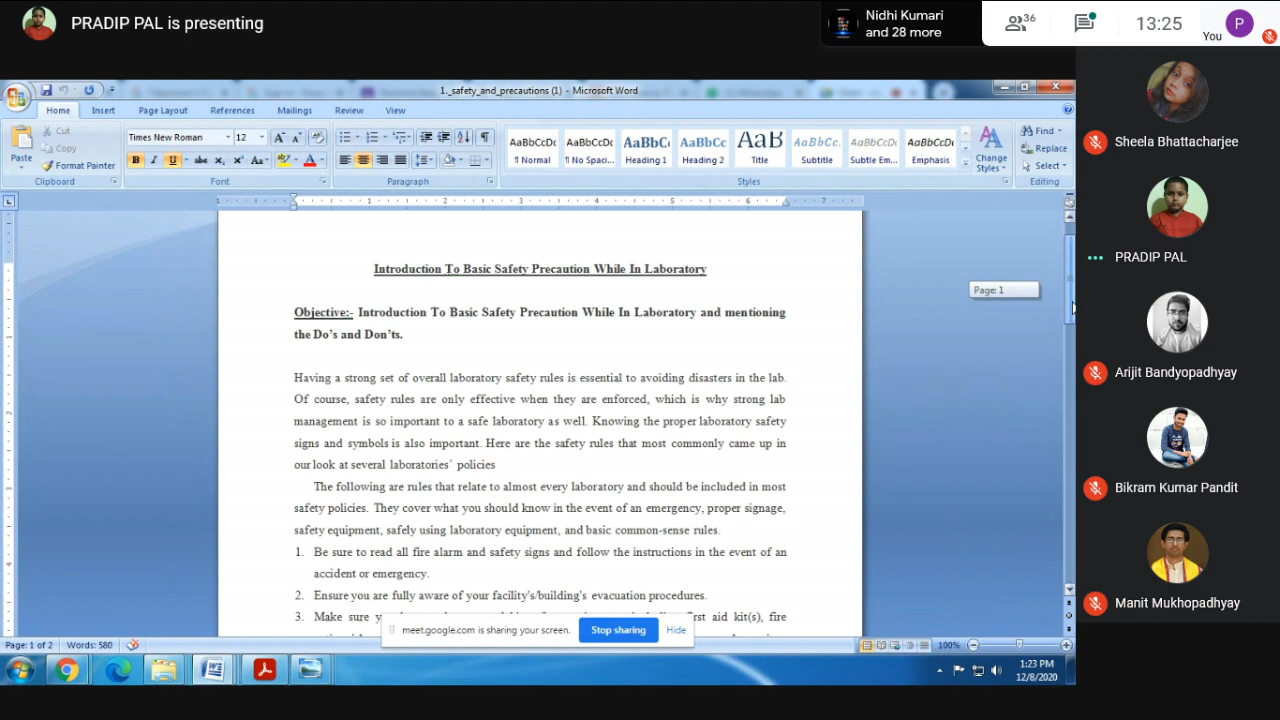 PRADIP PAL is presenting
Nidhi Kumari
and 28 more
36
13:25
You
P
1._safety_and_precautions (1) - Microsoft Word
Home Insert Page Layout References Mailings Review View
Paste
Cut
Copy
Format Painter
Clipboard
Times New Roman 12
Font
Paragraph
AaBbCcDc AaBbCcDc AaBbC AaBbCc AaB AaBbCc. AaBbCcDc AaBbCcDc
¶ Normal ¶ No Spaci... Heading 1 Heading 2 Title Subtitle Subtle Em... Emphasis
Styles
Change
Styles
Find
Replace
Select
Editing
Introduction To Basic Safety Precaution While In Laboratory
Page: 1
Objective:- Introduction To Basic Safety Precaution While In Laboratory and mentioning
the Do's and Don'ts.
Having a strong set of overall laboratory safety rules is essential to avoiding disasters in the lab.
Of course, safety rules are only effective when they are enforced, which is why strong lab
management is so important to a safe laboratory as well. Knowing the proper laboratory safety
signs and symbols is also important. Here are the safety rules that most commonly came up in
our look at several laboratories` policies
The following are rules that relate to almost every laboratory and should be included in most
safety policies. They cover what you should know in the event of an emergency, proper signage,
safety equipment, safely using laboratory equipment, and basic common-sense rules.
1. Be sure to read all fire alarm and safety signs and follow the instructions in the event of an
accident or emergency.
2. Ensure you are fully aware of your facility's/building's evacuation procedures.
3. Make sure
first aid kit(s), fire
meet.google.com is sharing your screen. Stop sharing Hide
Page: 1 of 2 Words: 580
100%
1:23 PM
12/8/2020
Sheela Bhattacharjee
PRADIP PAL
Arijit Bandyopadhyay
Bikram Kumar Pandit
Manit Mukhopadhyay